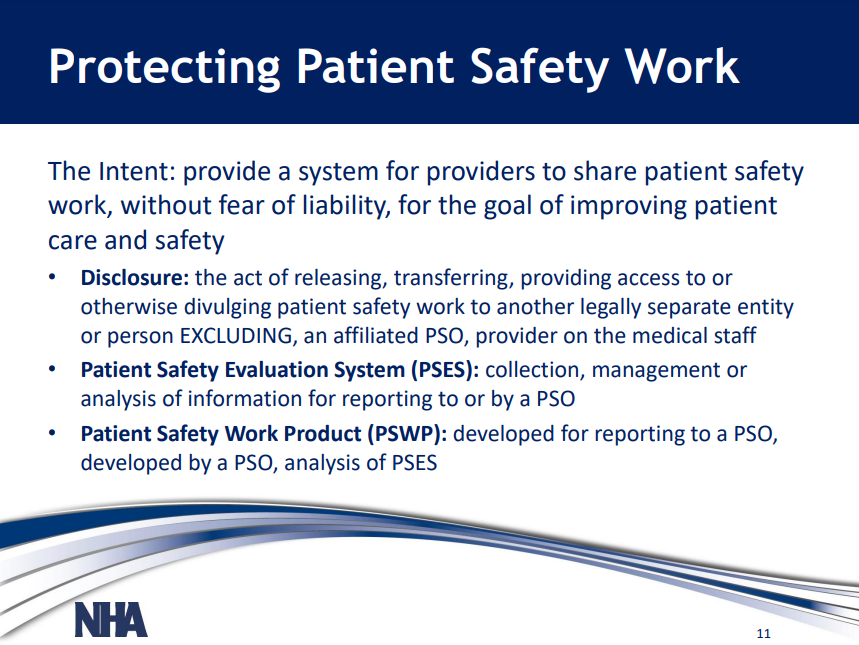 Protecting Patient Safety Work
The Intent: provide a system for providers to share patient safety
work, without fear of liability, for the goal of improving patient
care and safety
• Disclosure: the act of releasing, transferring, providing access to or
otherwise divulging patient safety work to another legally separate entity
or person EXCLUDING, an affiliated PSO, provider on the medical staff
• Patient Safety Evaluation System (PSES): collection, management or
analysis of information for reporting to or by a PSO
• Patient Safety Work Product (PSWP): developed for reporting to a PSO,
developed by a PSO, analysis of PSES
NHA
11